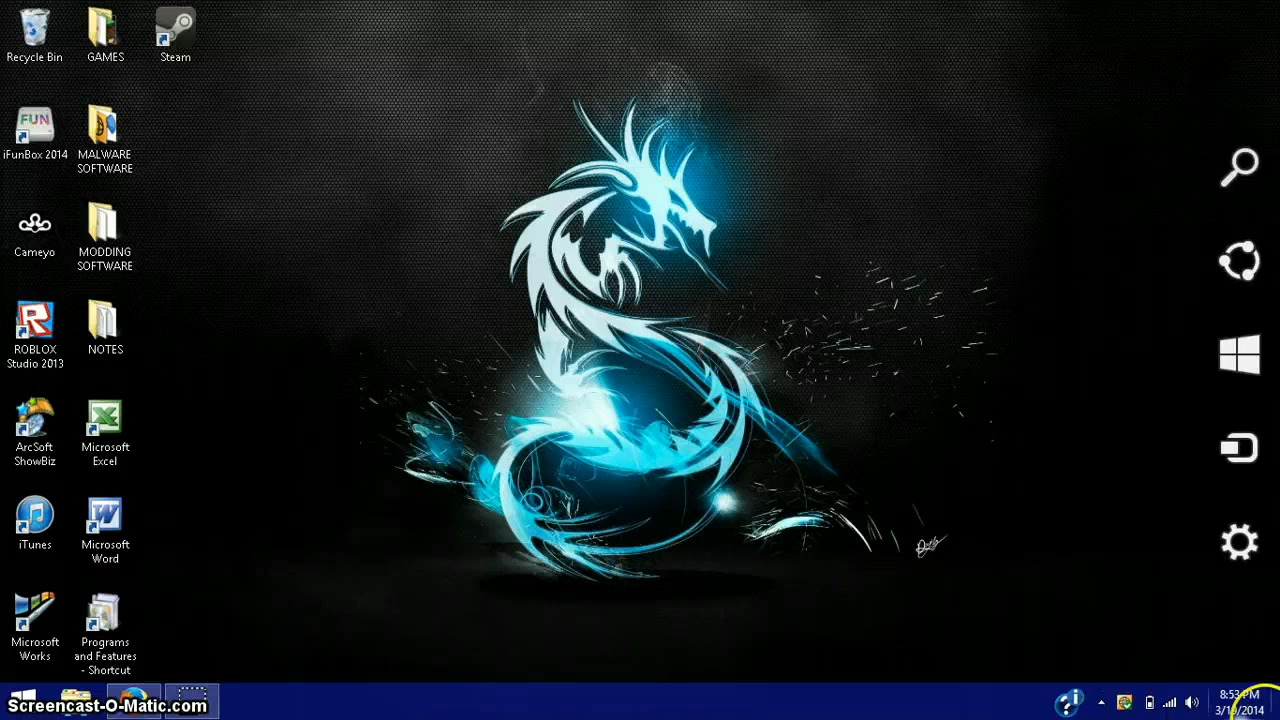 Recycle Bin
GAMES
Steam
FUN
iFunBox 2014
MALWARE
SOFTWARE
Cameyo
MODDING
SOFTWARE
ROBLOX
Studio 2013
NOTES
ArcSoft
ShowBiz
Microsoft
Excel
iTunes
Microsoft
Word
Microsoft
Works
Programs
and Features
- Shortcut
8:53 PM
Screencast-O-Matic.com